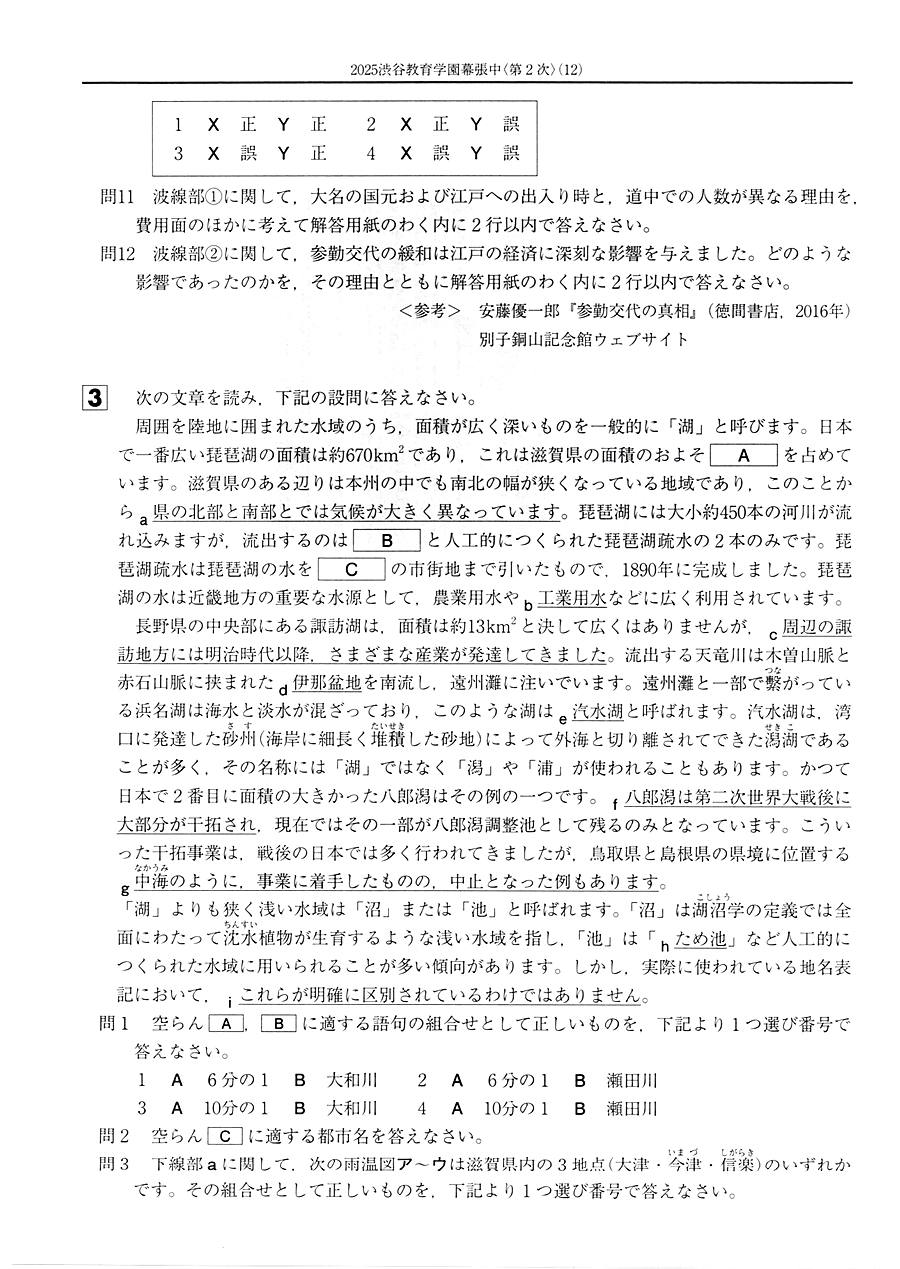 2025渋谷教育学園幕張中〈第２次〉(12)
1 X 正 Y 正 2 X 正 Y 誤
3 X 誤 Y 正 4 X 誤 Y 誤
問11 波線部①に関して，大名の国元および江戸への出入り時と，道中での人数が異なる理由を，
費用面のほかに考えて解答用紙のわく内に２行以内で答えなさい。
問12 波線部②に関して，参勤交代の緩和は江戸の経済に深刻な影響を与えました。どのような
影響であったのかを，その理由とともに解答用紙のわく内に２行以内で答えなさい。
＜参考＞ 安藤優一郎『参勤交代の真相』(徳間書店，2016年)
別子銅山記念館ウェブサイト
3 次の文章を読み，下記の設問に答えなさい。
周囲を陸地に囲まれた水域のうち，面積が広く深いものを一般的に「湖」と呼びます。日本
で一番広い琵琶湖の面積は約670km²であり，これは滋賀県の面積のおよそ A を占めて
います。滋賀県のある辺りは本州の中でも南北の幅が狭くなっている地域であり，このことか
ら a 県の北部と南部とでは気候が大きく異なっています。琵琶湖には大小約450本の河川が流
れ込みますが，流出するのは B と人工的につくられた琵琶湖疏水の２本のみです。琵
琶湖疏水は琵琶湖の水を C の市街地まで引いたもので，1890年に完成しました。琵琶
湖の水は近畿地方の重要な水源として，農業用水や b 工業用水などに広く利用されています。
長野県の中央部にある諏訪湖は，面積は約13km²と決して広くはありませんが， c 周辺の諏
訪地方には明治時代以降，さまざまな産業が発達してきました。流出する天竜川は木曽山脈と
赤石山脈に挟まれた d 伊那盆地を南流し，遠州灘に注いでいます。遠州灘と一部で繫がってい
る浜名湖は海水と淡水が混ざっており，このような湖は e 汽水湖と呼ばれます。汽水湖は，湾
口に発達した砂州(海岸に細長く堆積した砂地)によって外海と切り離されてできた潟湖である
ことが多く，その名称には「湖」ではなく「潟」や「浦」が使われることもあります。かつて
日本で２番目に面積の大きかった八郎潟はその例の一つです。 f 八郎潟は第二次世界大戦後に
大部分が干拓され，現在ではその一部が八郎潟調整池として残るのみとなっています。こうい
った干拓事業は，戦後の日本では多く行われてきましたが，鳥取県と島根県の県境に位置する
g 中海のように，事業に着手したものの，中止となった例もあります。
「湖」よりも狭く浅い水域は「沼」または「池」と呼ばれます。「沼」は湖沼学の定義では全
面にわたって沈水植物が生育するような浅い水域を指し，「池」は「 h ため池」など人工的に
つくられた水域に用いられることが多い傾向があります。しかし，実際に使われている地名表
記において， i これらが明確に区別されているわけではありません。
問１ 空らん A ， B に適する語句の組合せとして正しいものを，下記より１つ選び番号で
答えなさい。
1 A ６分の１ B 大和川 2 A ６分の１ B 瀬田川
3 A 10分の１ B 大和川 4 A 10分の１ B 瀬田川
問２ 空らん C に適する都市名を答えなさい。
問３ 下線部aに関して，次の雨温図ア〜ウは滋賀県内の３地点(大津・今津・信楽)のいずれか
です。その組合せとして正しいものを，下記より１つ選び番号で答えなさい。